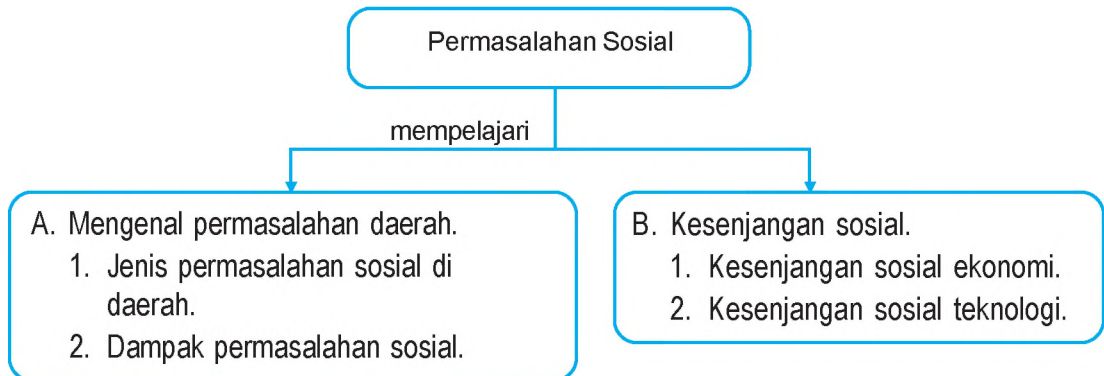 Permasalahan Sosial
mempelajari
A. Mengenal permasalahan daerah.
1. Jenis permasalahan sosial di
daerah.
2. Dampak permasalahan sosial.
B. Kesenjangan sosial.
1. Kesenjangan sosial ekonomi.
2. Kesenjangan sosial teknologi.